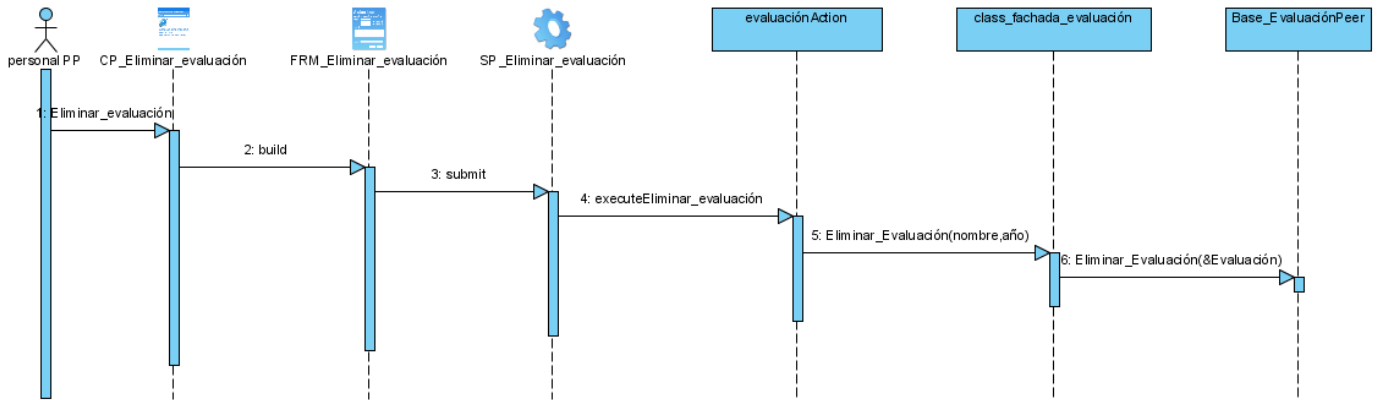 evaluaciónAction
class_fachada_evaluación
Base_EvaluaciónPeer
personal PP
CP_Eliminar_evaluación
FRM_Eliminar_evaluación
SP_Eliminar_evaluación
1: Eliminar_evaluación
2: build
3: submit
4: executeEliminar_evaluación
5: Eliminar_Evaluación(nombre,año)
6: Eliminar_Evaluación(&Evaluación)